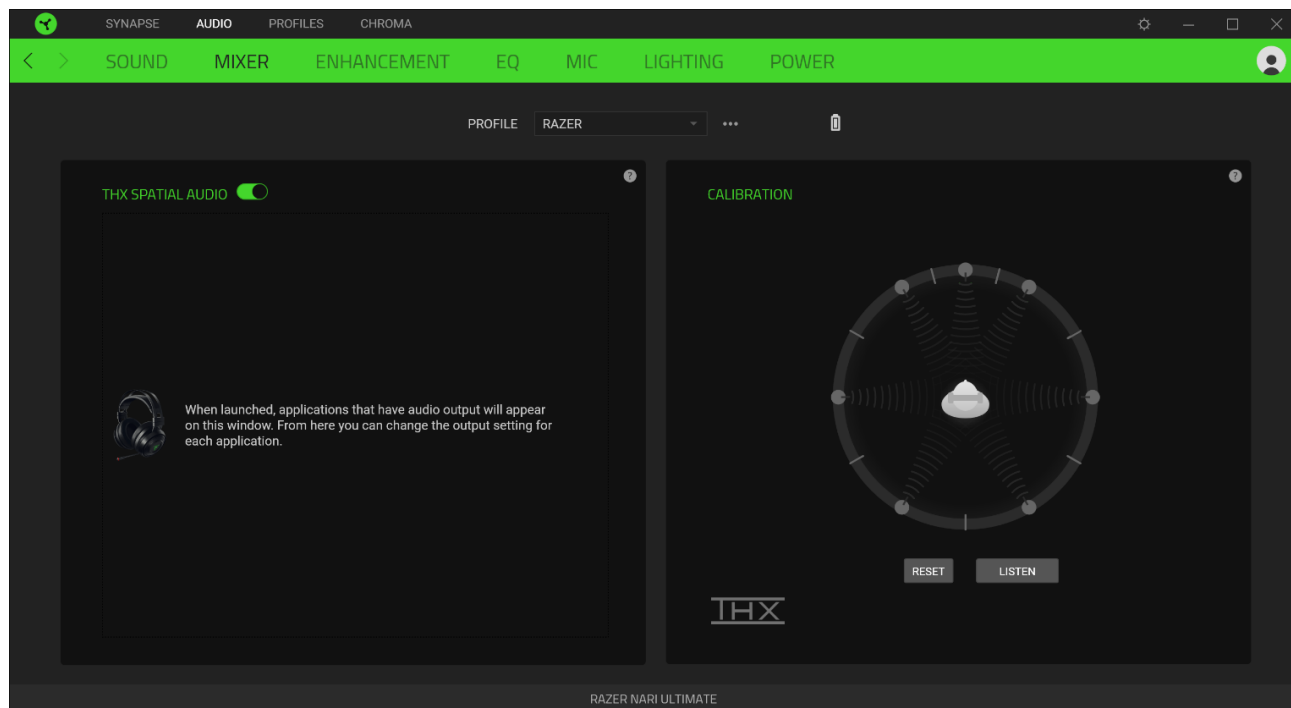 SYNAPSE AUDIO PROFILES CHROMA
SOUND MIXER ENHANCEMENT EQ MIC LIGHTING POWER
PROFILE RAZER
THX SPATIAL AUDIO
When launched, applications that have audio output will appear
on this window. From here you can change the output setting for
each application.
CALIBRATION
RESET LISTEN
THX
RAZER NARI ULTIMATE